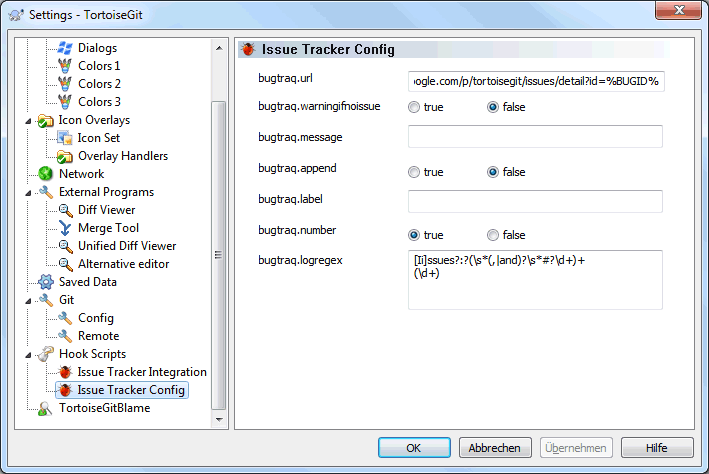 Settings - TortoiseGit
Dialogs
Colors 1
Colors 2
Colors 3
Icon Overlays
Icon Set
Overlay Handlers
Network
External Programs
Diff Viewer
Merge Tool
Unified Diff Viewer
Alternative editor
Saved Data
Git
Config
Remote
Hook Scripts
Issue Tracker Integration
Issue Tracker Config
TortoiseGitBlame
Issue Tracker Config
bugtraq.url
ogle.com/p/tortoisegit/issues/detail?id=%BUGID%
bugtraq.warningifnoissue true false
bugtraq.message
bugtraq.append true false
bugtraq.label
bugtraq.number true false
bugtraq.logregex
[Ii]ssues?:?(\s*(,|and)?\s*#?\d+)+
(\d+)
OK Abbrechen Übernehmen Hilfe